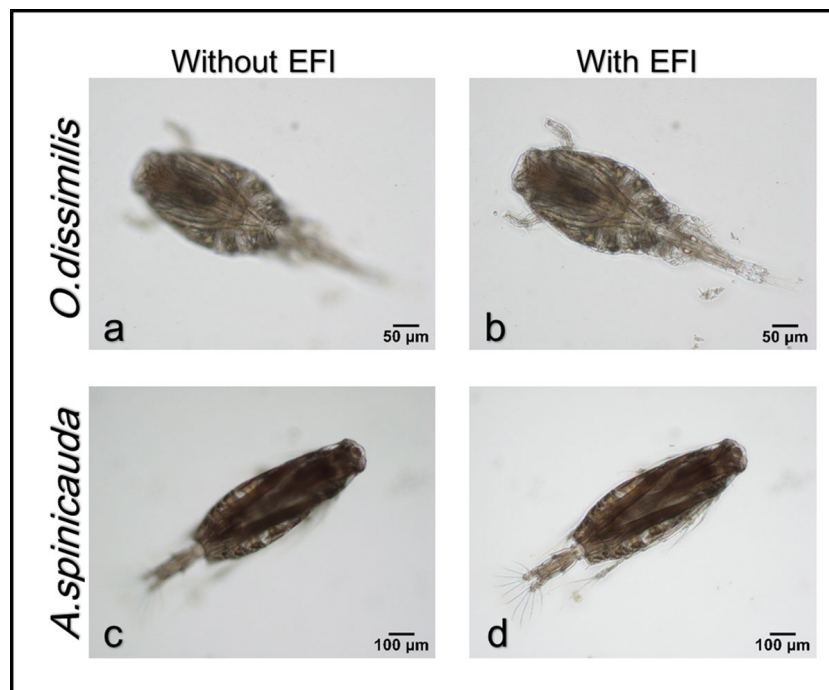 Without EFI
With EFI
O.dissimilis
a
50 µm
b
50 µm
A.spinicauda
c
100 µm
d
100 µm